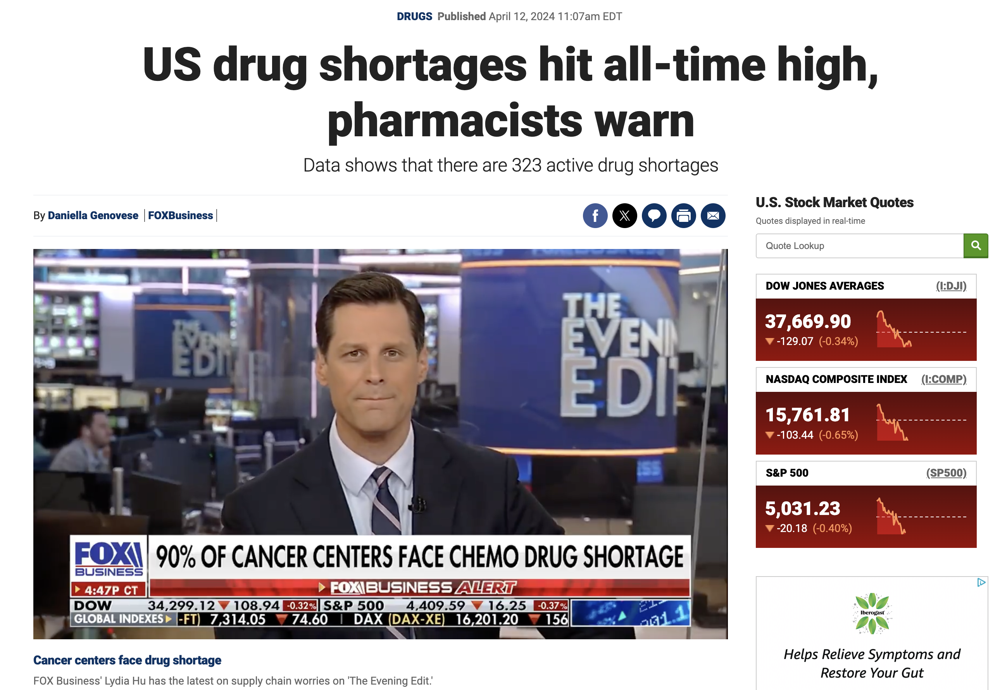 DRUGS Published April 12, 2024 11:07am EDT
US drug shortages hit all-time high,
pharmacists warn
Data shows that there are 323 active drug shortages
By Daniella Genovese | FOXBusiness |
f X
THE
EVENIN
EDI
THE
EVENIN
EDIT
FOX BUSINESS
90% OF CANCER CENTERS FACE CHEMO DRUG SHORTAGE
4:47P CT
FOX BUSINESS ALERT
DOW 34,299.12 ▼ 108.94 -0.32% S&P 500 4,409.59 ▼ 16.25 -0.37%
GLOBAL INDEXES -FT) 7,314.05 ▼ 74.60 | DAX (DAX-XE) 16,201.20 ▼ 156
Cancer centers face drug shortage
FOX Business' Lydia Hu has the latest on supply chain worries on 'The Evening Edit.'
U.S. Stock Market Quotes
Quotes displayed in real-time
Quote Lookup
DOW JONES AVERAGES (I:DJI)
37,669.90
▼ -129.07 (-0.34%)
NASDAQ COMPOSITE INDEX (I:COMP)
15,761.81
▼ -103.44 (-0.65%)
S&P 500 (SP500)
5,031.23
▼ -20.18 (-0.40%)
Iberogast
Helps Relieve Symptoms and
Restore Your Gut